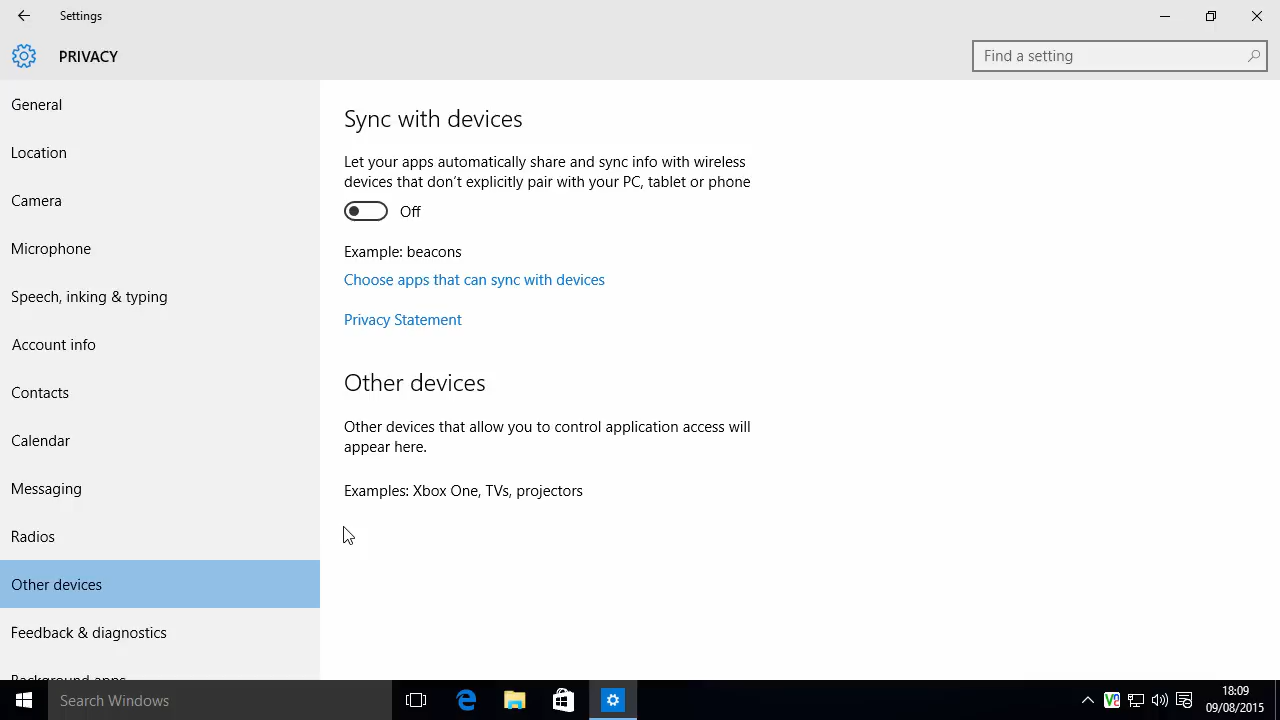 Settings
PRIVACY
Find a setting
General
Location
Camera
Microphone
Speech, inking & typing
Account info
Contacts
Calendar
Messaging
Radios
Other devices
Feedback & diagnostics
Background apps
Sync with devices
Let your apps automatically share and sync info with wireless
devices that don't explicitly pair with your PC, tablet or phone
Off
Example: beacons
Choose apps that can sync with devices
Privacy Statement
Other devices
Other devices that allow you to control application access will
appear here.
Examples: Xbox One, TVs, projectors
Search Windows
18:09
09/08/2015